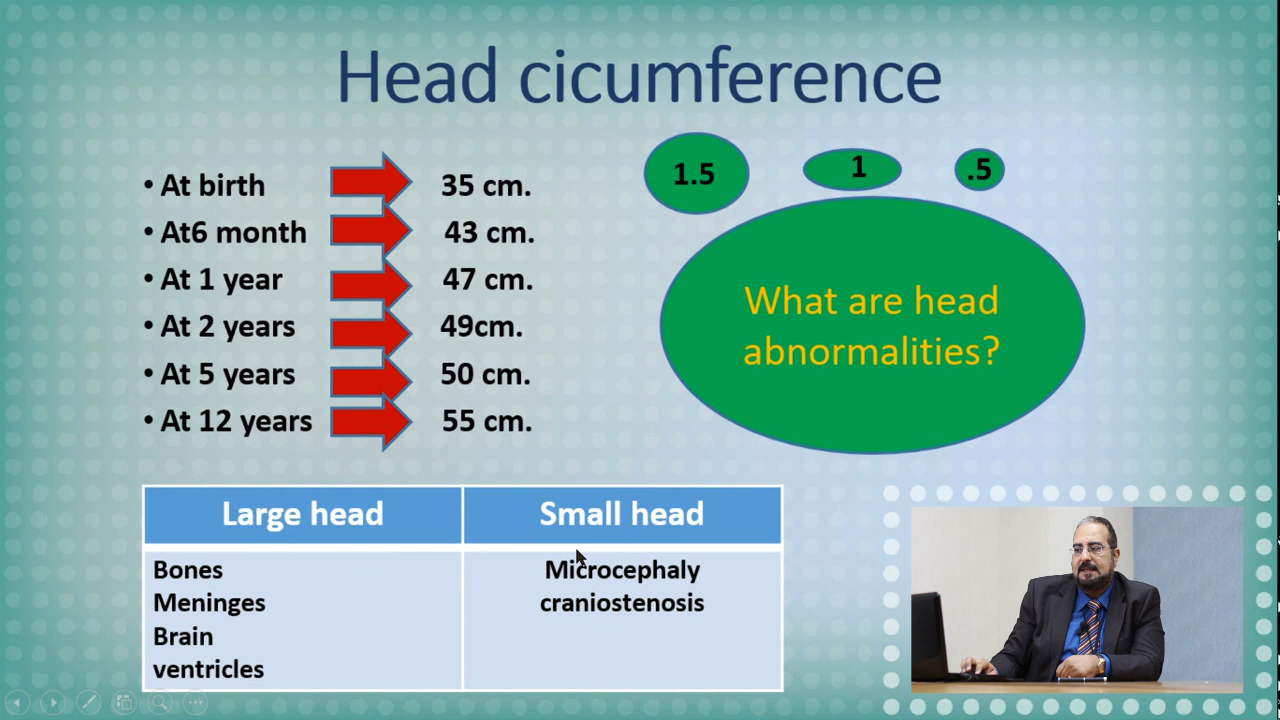 Head cicumference
• At birth 35 cm.
• At6 month 43 cm.
• At 1 year 47 cm.
• At 2 years 49cm.
• At 5 years 50 cm.
• At 12 years 55 cm.
1.5 1 .5
What are head
abnormalities?
Large head Small head
Bones Microcephaly
Meninges craniostenosis
Brain
ventricles